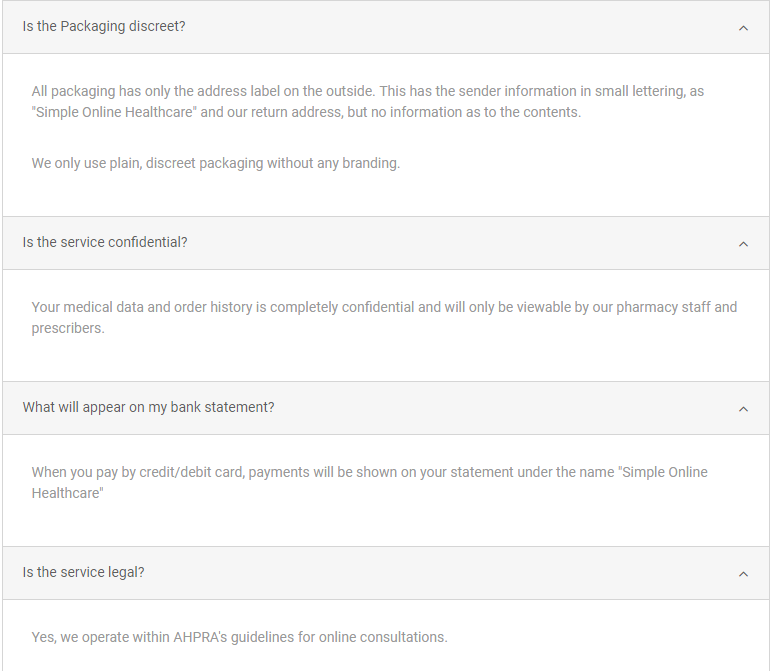 Is the Packaging discreet?
All packaging has only the address label on the outside. This has the sender information in small lettering, as
"Simple Online Healthcare" and our return address, but no information as to the contents.
We only use plain, discreet packaging without any branding.
Is the service confidential?
Your medical data and order history is completely confidential and will only be viewable by our pharmacy staff and
prescribers.
What will appear on my bank statement?
When you pay by credit/debit card, payments will be shown on your statement under the name "Simple Online
Healthcare"
Is the service legal?
Yes, we operate within AHPRA's guidelines for online consultations.